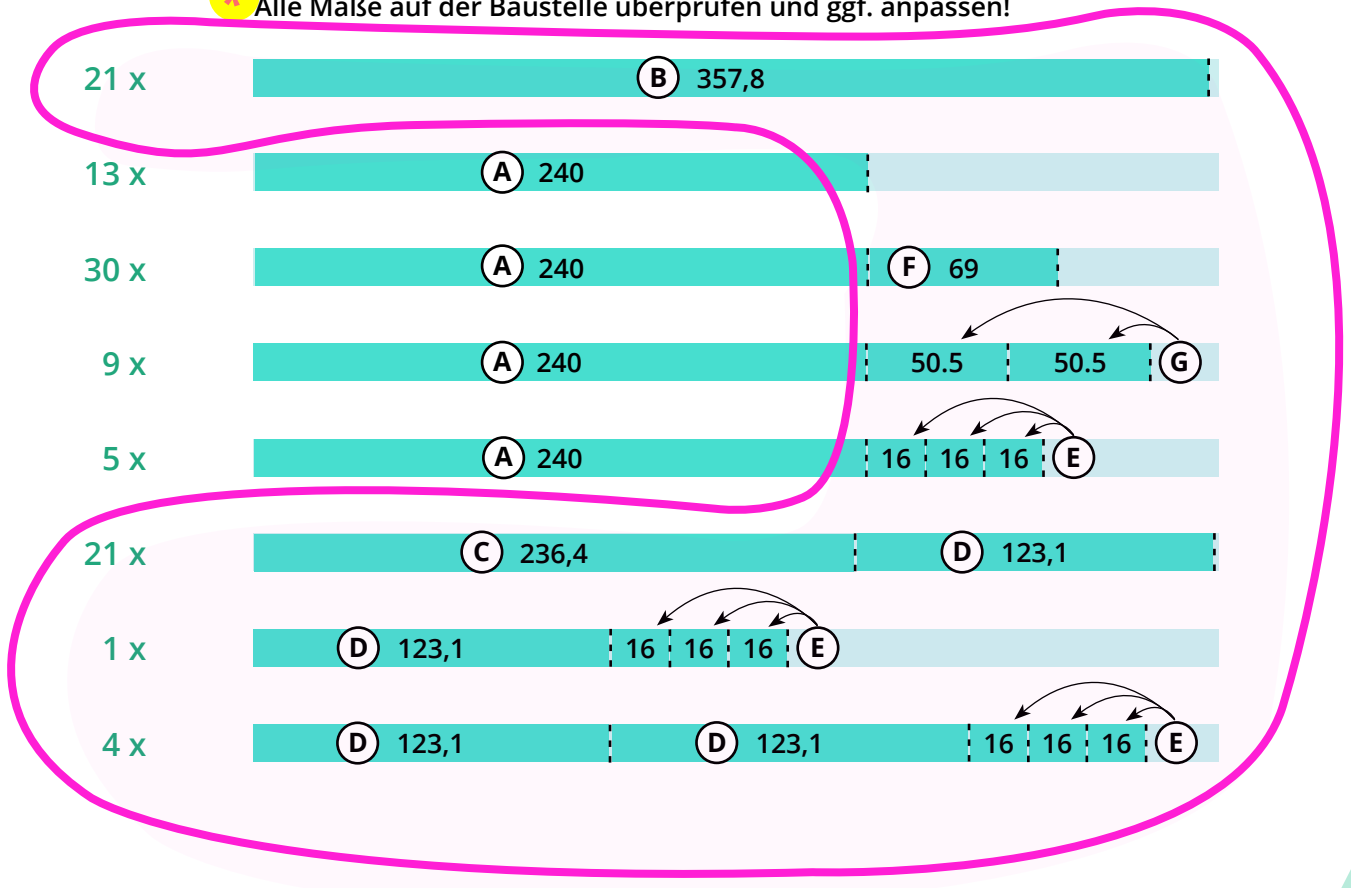 * Alle Maße auf der Baustelle überprüfen und ggf. anpassen!
21 x B 357,8
13 x A 240
30 x A 240 F 69
9 x A 240 50.5 50.5 G
5 x A 240 16 16 16 E
21 x C 236,4 D 123,1
1 x D 123,1 16 16 16 E
4 x D 123,1 D 123,1 16 16 16 E